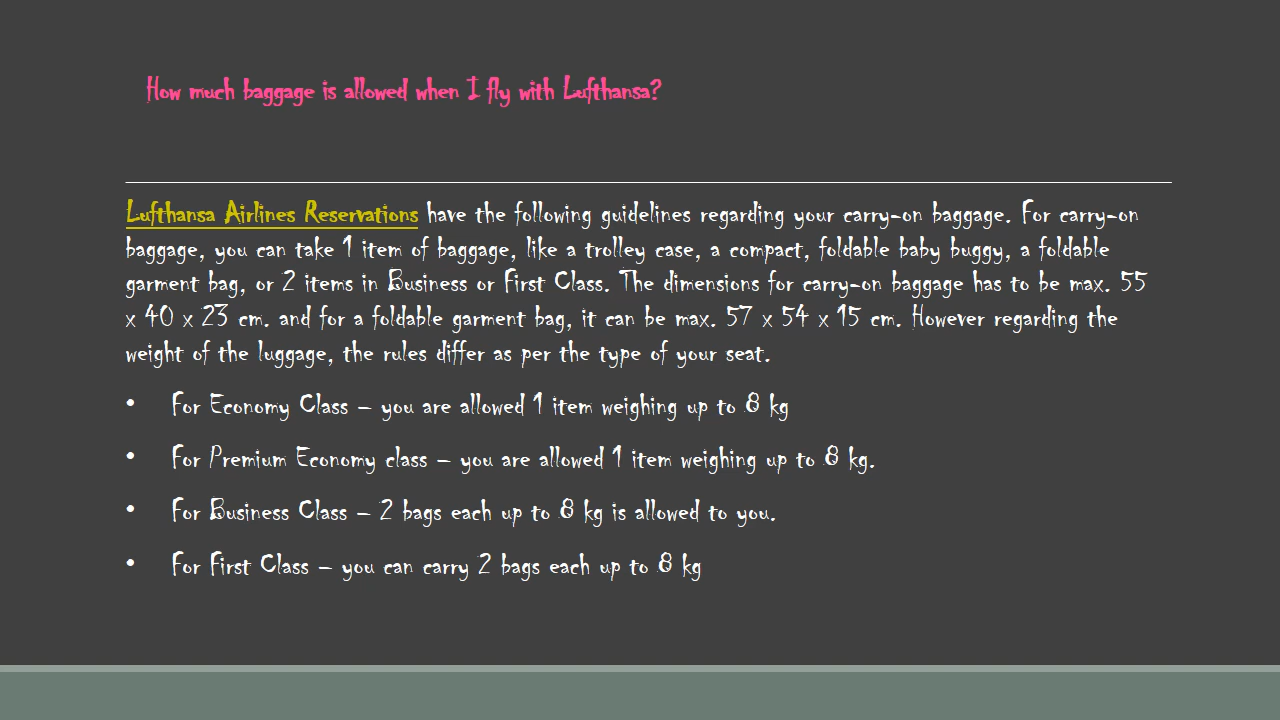 How much baggage is allowed when I fly with Lufthansa?
Lufthansa Airlines Reservations have the following guidelines regarding your carry-on baggage. For carry-on
baggage, you can take 1 item of baggage, like a trolley case, a compact, foldable baby buggy, a foldable
garment bag, or 2 items in Business or First Class. The dimensions for carry-on baggage has to be max. 55
x 40 x 23 cm. and for a foldable garment bag, it can be max. 57 x 54 x 15 cm. However regarding the
weight of the luggage, the rules differ as per the type of your seat.
• For Economy Class – you are allowed 1 item weighing up to 8 kg
• For Premium Economy class – you are allowed 1 item weighing up to 8 kg.
• For Business Class – 2 bags each up to 8 kg is allowed to you.
• For First Class – you can carry 2 bags each up to 8 kg